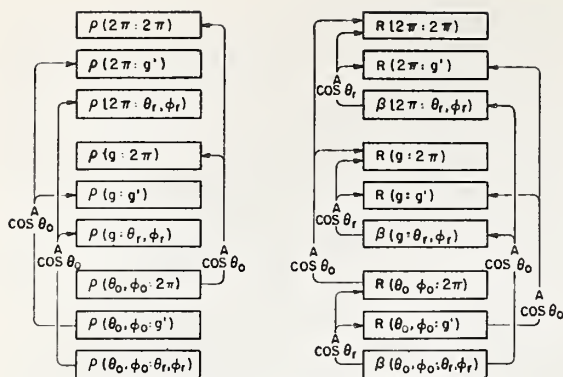 ρ (2π : 2π)
ρ (2π : g')
ρ (2π : θr, φr)
ρ (g : 2π)
ρ (g : g')
ρ (g : θr, φr)
ρ (θo, φo : 2π)
ρ (θo, φo : g')
ρ (θo, φo : θr, φr)
A
COS θo
A
COS θo
A
COS θo
R (2π : 2π)
R (2π : g')
β (2π : θr, φr)
R (g : 2π)
R (g : g')
β (g : θr, φr)
R (θo φo : 2π)
R (θo, φo : g')
β (θo, φo : θr, φr)
A
COS θr
A
COS θr
A
COS θr
A
COS θo
A
COS θo